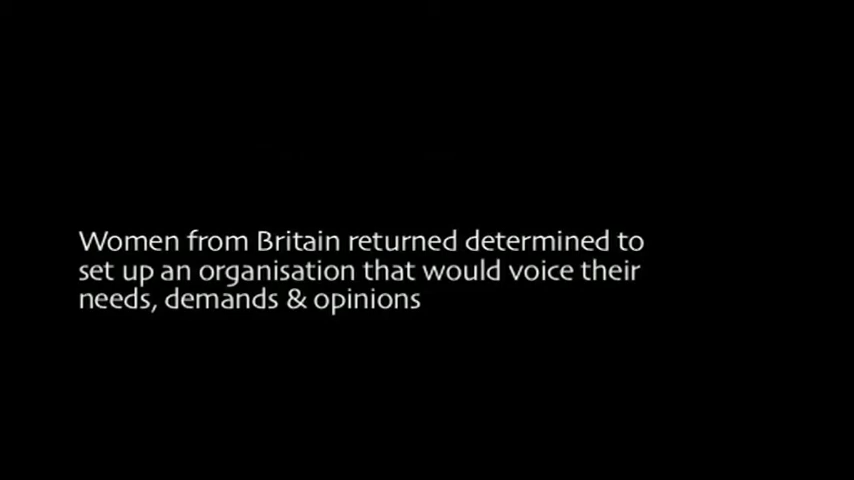 Women from Britain returned determined to
set up an organisation that would voice their
needs, demands & opinions